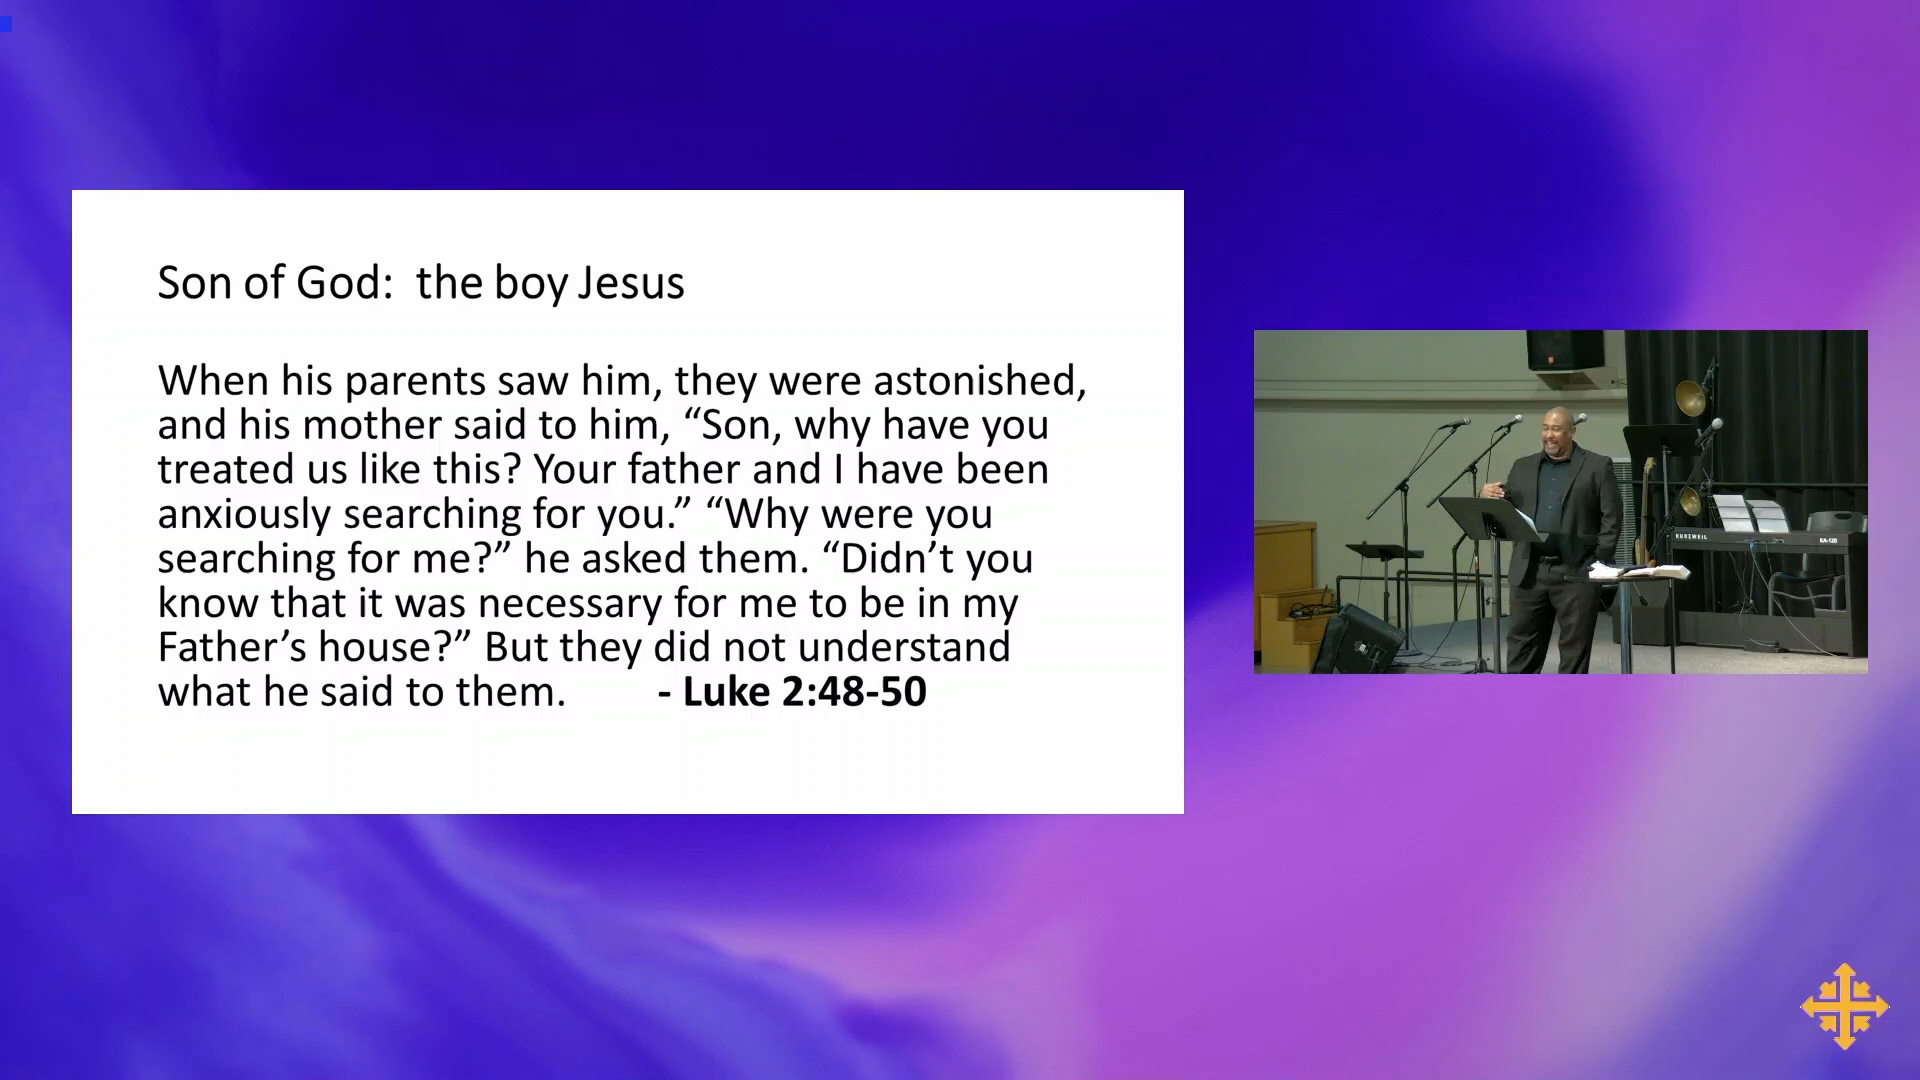 Son of God:  the boy Jesus
When his parents saw him, they were astonished,
and his mother said to him, “Son, why have you
treated us like this? Your father and I have been
anxiously searching for you.” “Why were you
searching for me?” he asked them. “Didn’t you
know that it was necessary for me to be in my
Father’s house?” But they did not understand
what he said to them.        - Luke 2:48-50
KURZWEIL
KA-120